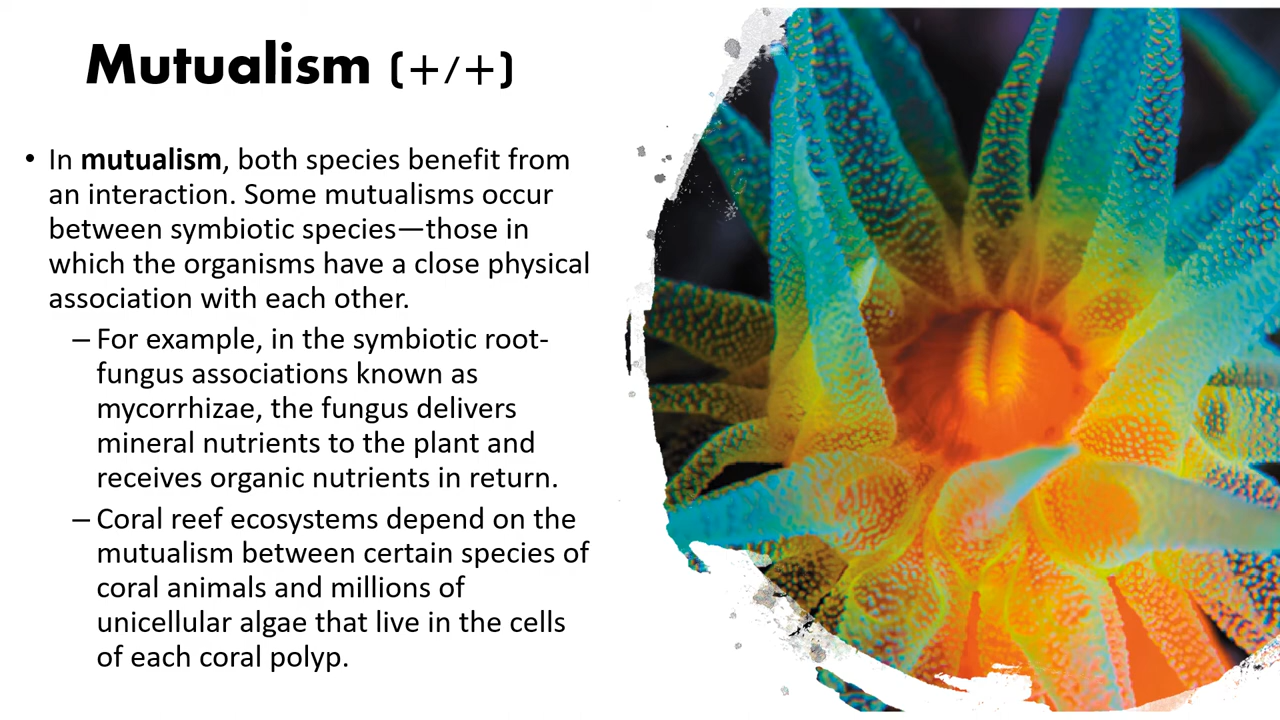 Mutualism (+/+)
• In mutualism, both species benefit from
an interaction. Some mutualisms occur
between symbiotic species—those in
which the organisms have a close physical
association with each other.
– For example, in the symbiotic root-
fungus associations known as
mycorrhizae, the fungus delivers
mineral nutrients to the plant and
receives organic nutrients in return.
– Coral reef ecosystems depend on the
mutualism between certain species of
coral animals and millions of
unicellular algae that live in the cells
of each coral polyp.